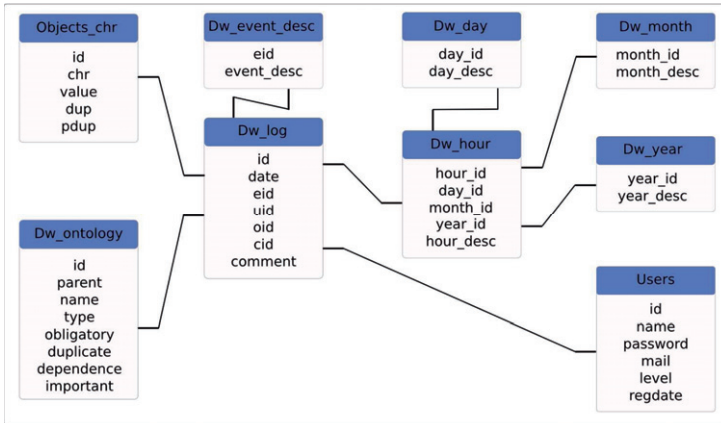 Objects_chr
id
chr
value
dup
pdup
Dw_event_desc
eid
event_desc
Dw_day
day_id
day_desc
Dw_month
month_id
month_desc
Dw_log
id
date
eid
uid
oid
cid
comment
Dw_hour
hour_id
day_id
month_id
year_id
hour_desc
Dw_year
year_id
year_desc
Dw_ontology
id
parent
name
type
obligatory
duplicate
dependence
important
Users
id
name
password
mail
level
regdate